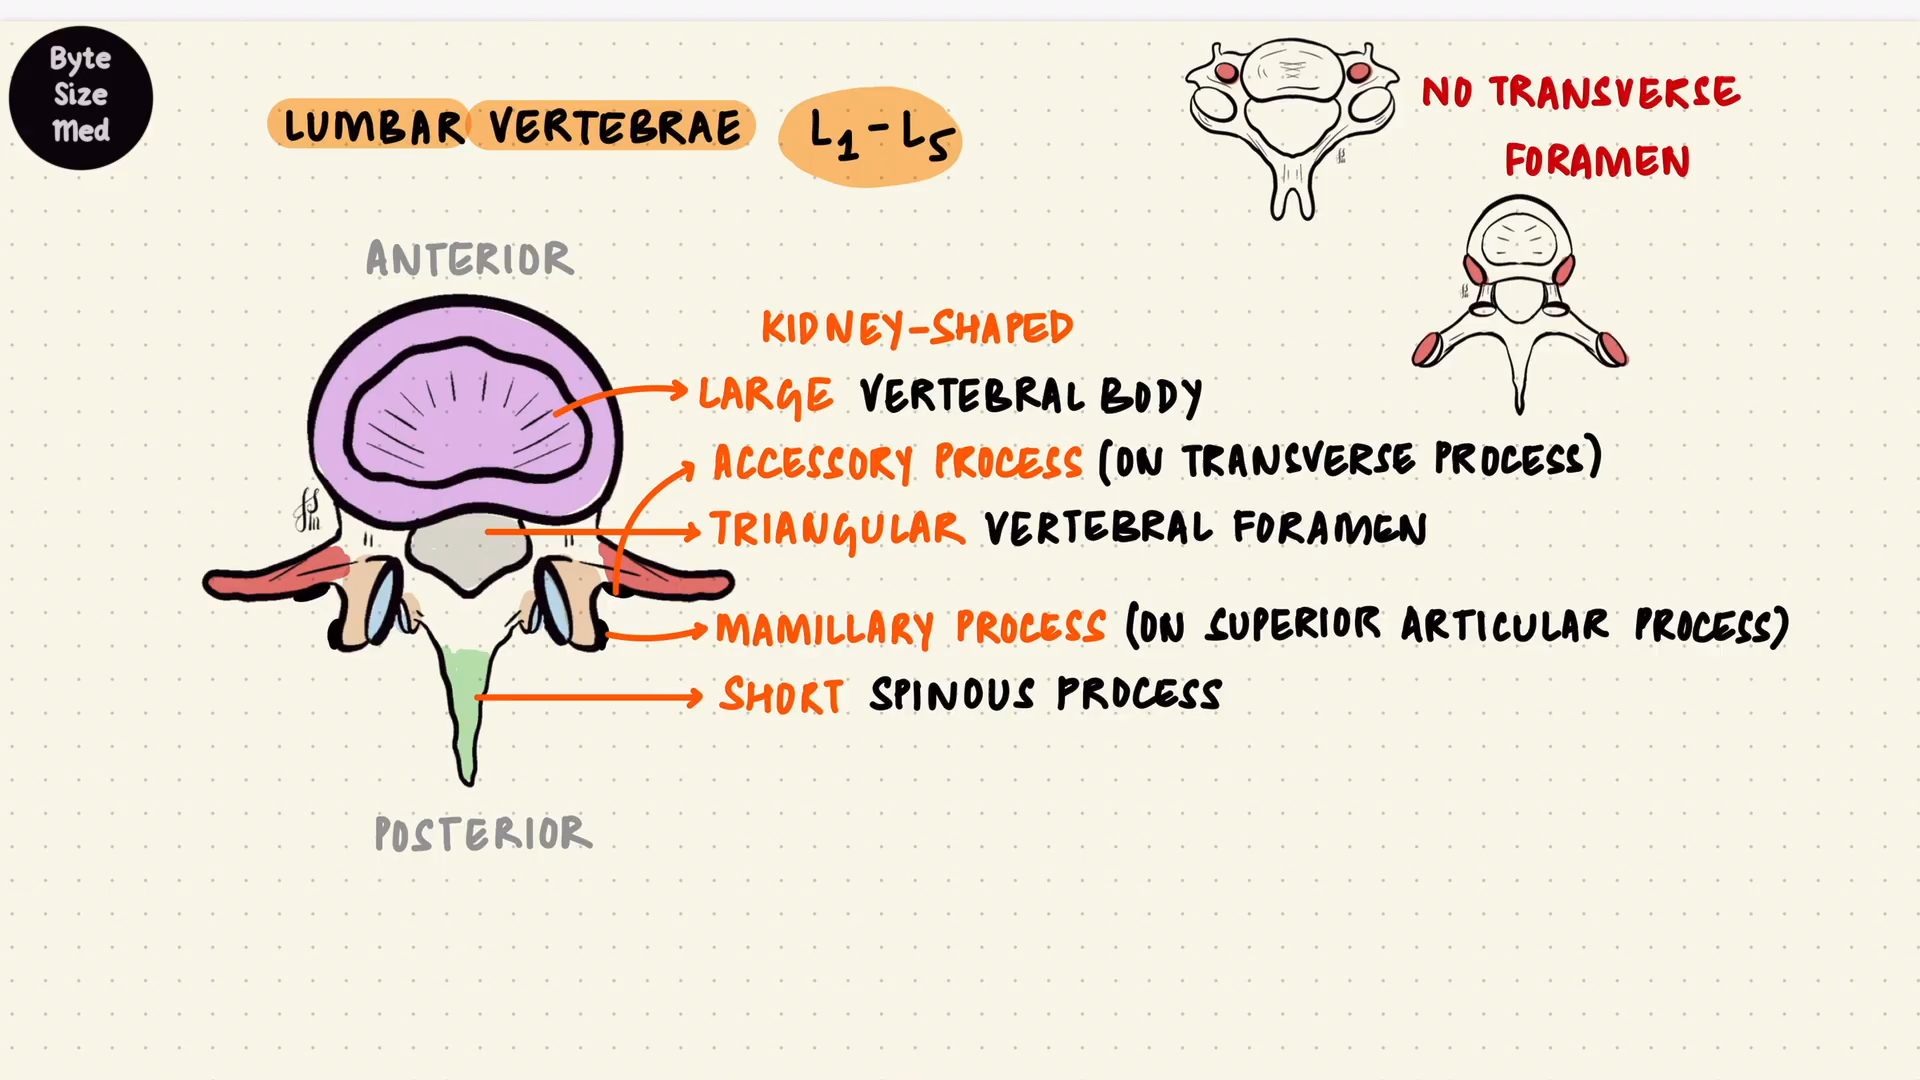 Byte
Size
Med
LUMBAR VERTEBRAE L1-L5
NO TRANSVERSE
FORAMEN
ANTERIOR
KIDNEY-SHAPED
LARGE VERTEBRAL BODY
ACCESSORY PROCESS (ON TRANSVERSE PROCESS)
TRIANGULAR VERTEBRAL FORAMEN
MAMILLARY PROCESS (ON SUPERIOR ARTICULAR PROCESS)
SHORT SPINOUS PROCESS
POSTERIOR